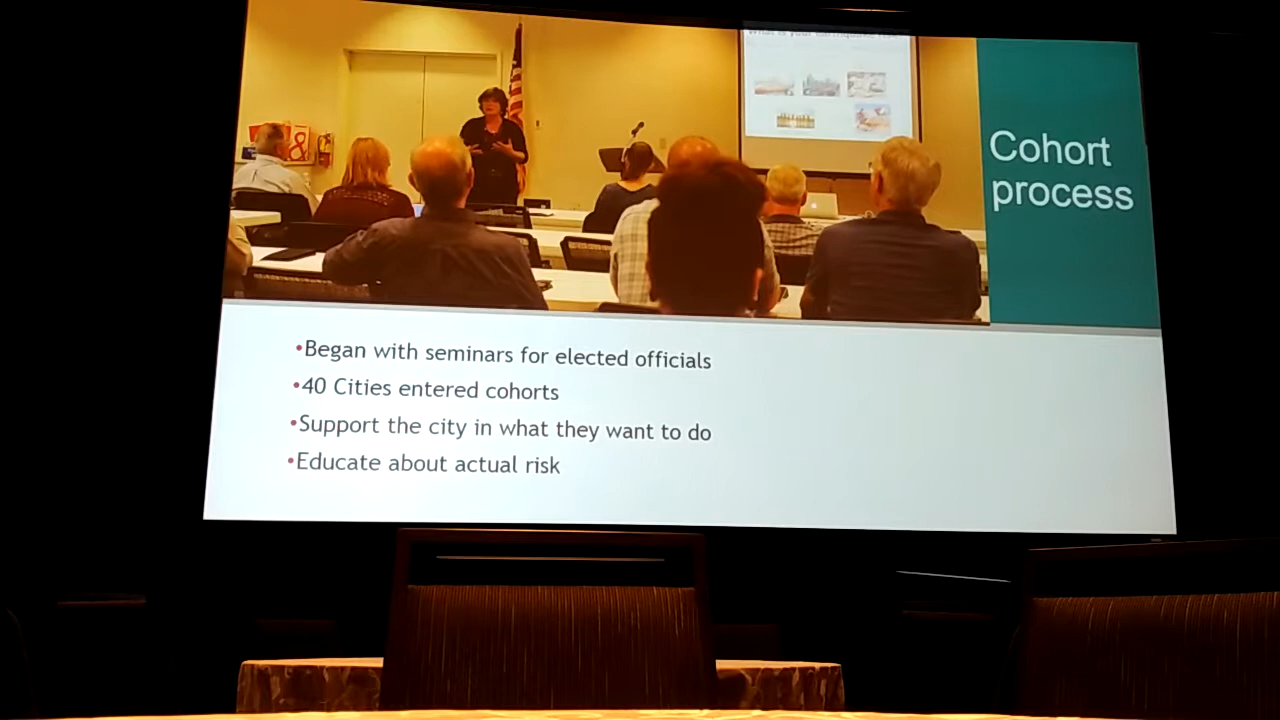 Cohort
process
•Began with seminars for elected officials
•40 Cities entered cohorts
•Support the city in what they want to do
•Educate about actual risk